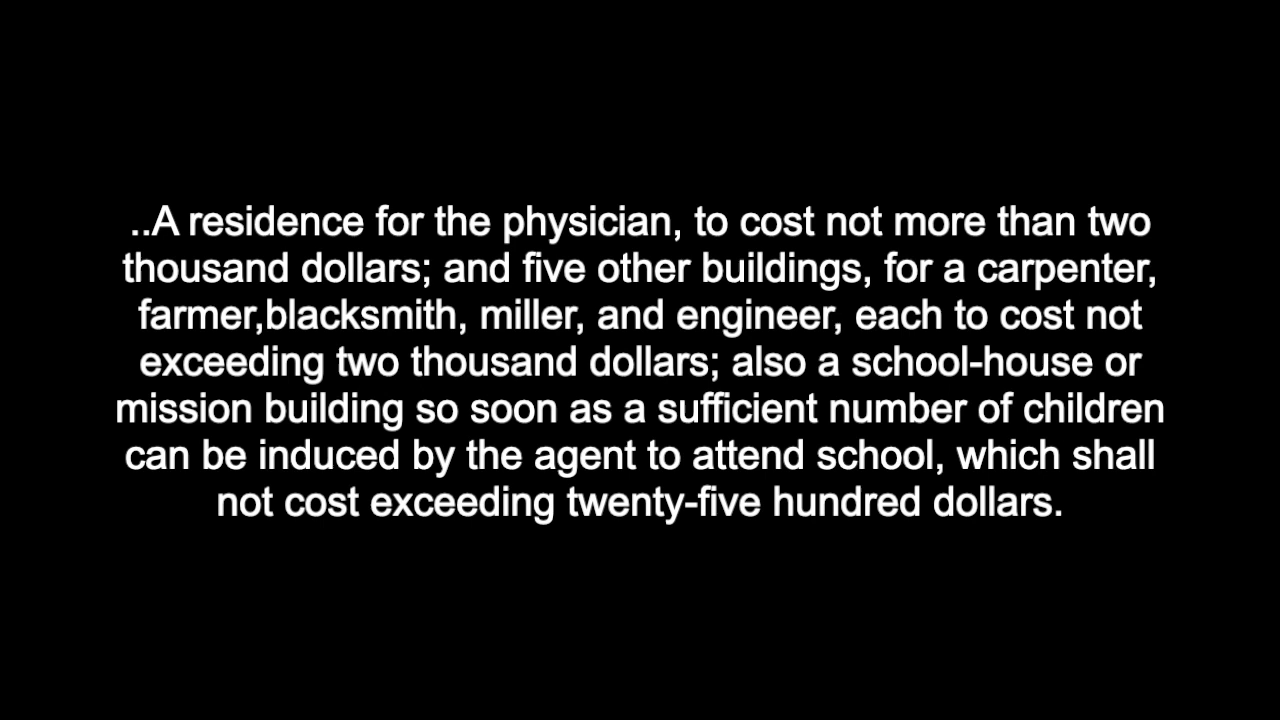 ..A residence for the physician, to cost not more than two
thousand dollars; and five other buildings, for a carpenter,
farmer,blacksmith, miller, and engineer, each to cost not
exceeding two thousand dollars; also a school-house or
mission building so soon as a sufficient number of children
can be induced by the agent to attend school, which shall
not cost exceeding twenty-five hundred dollars.